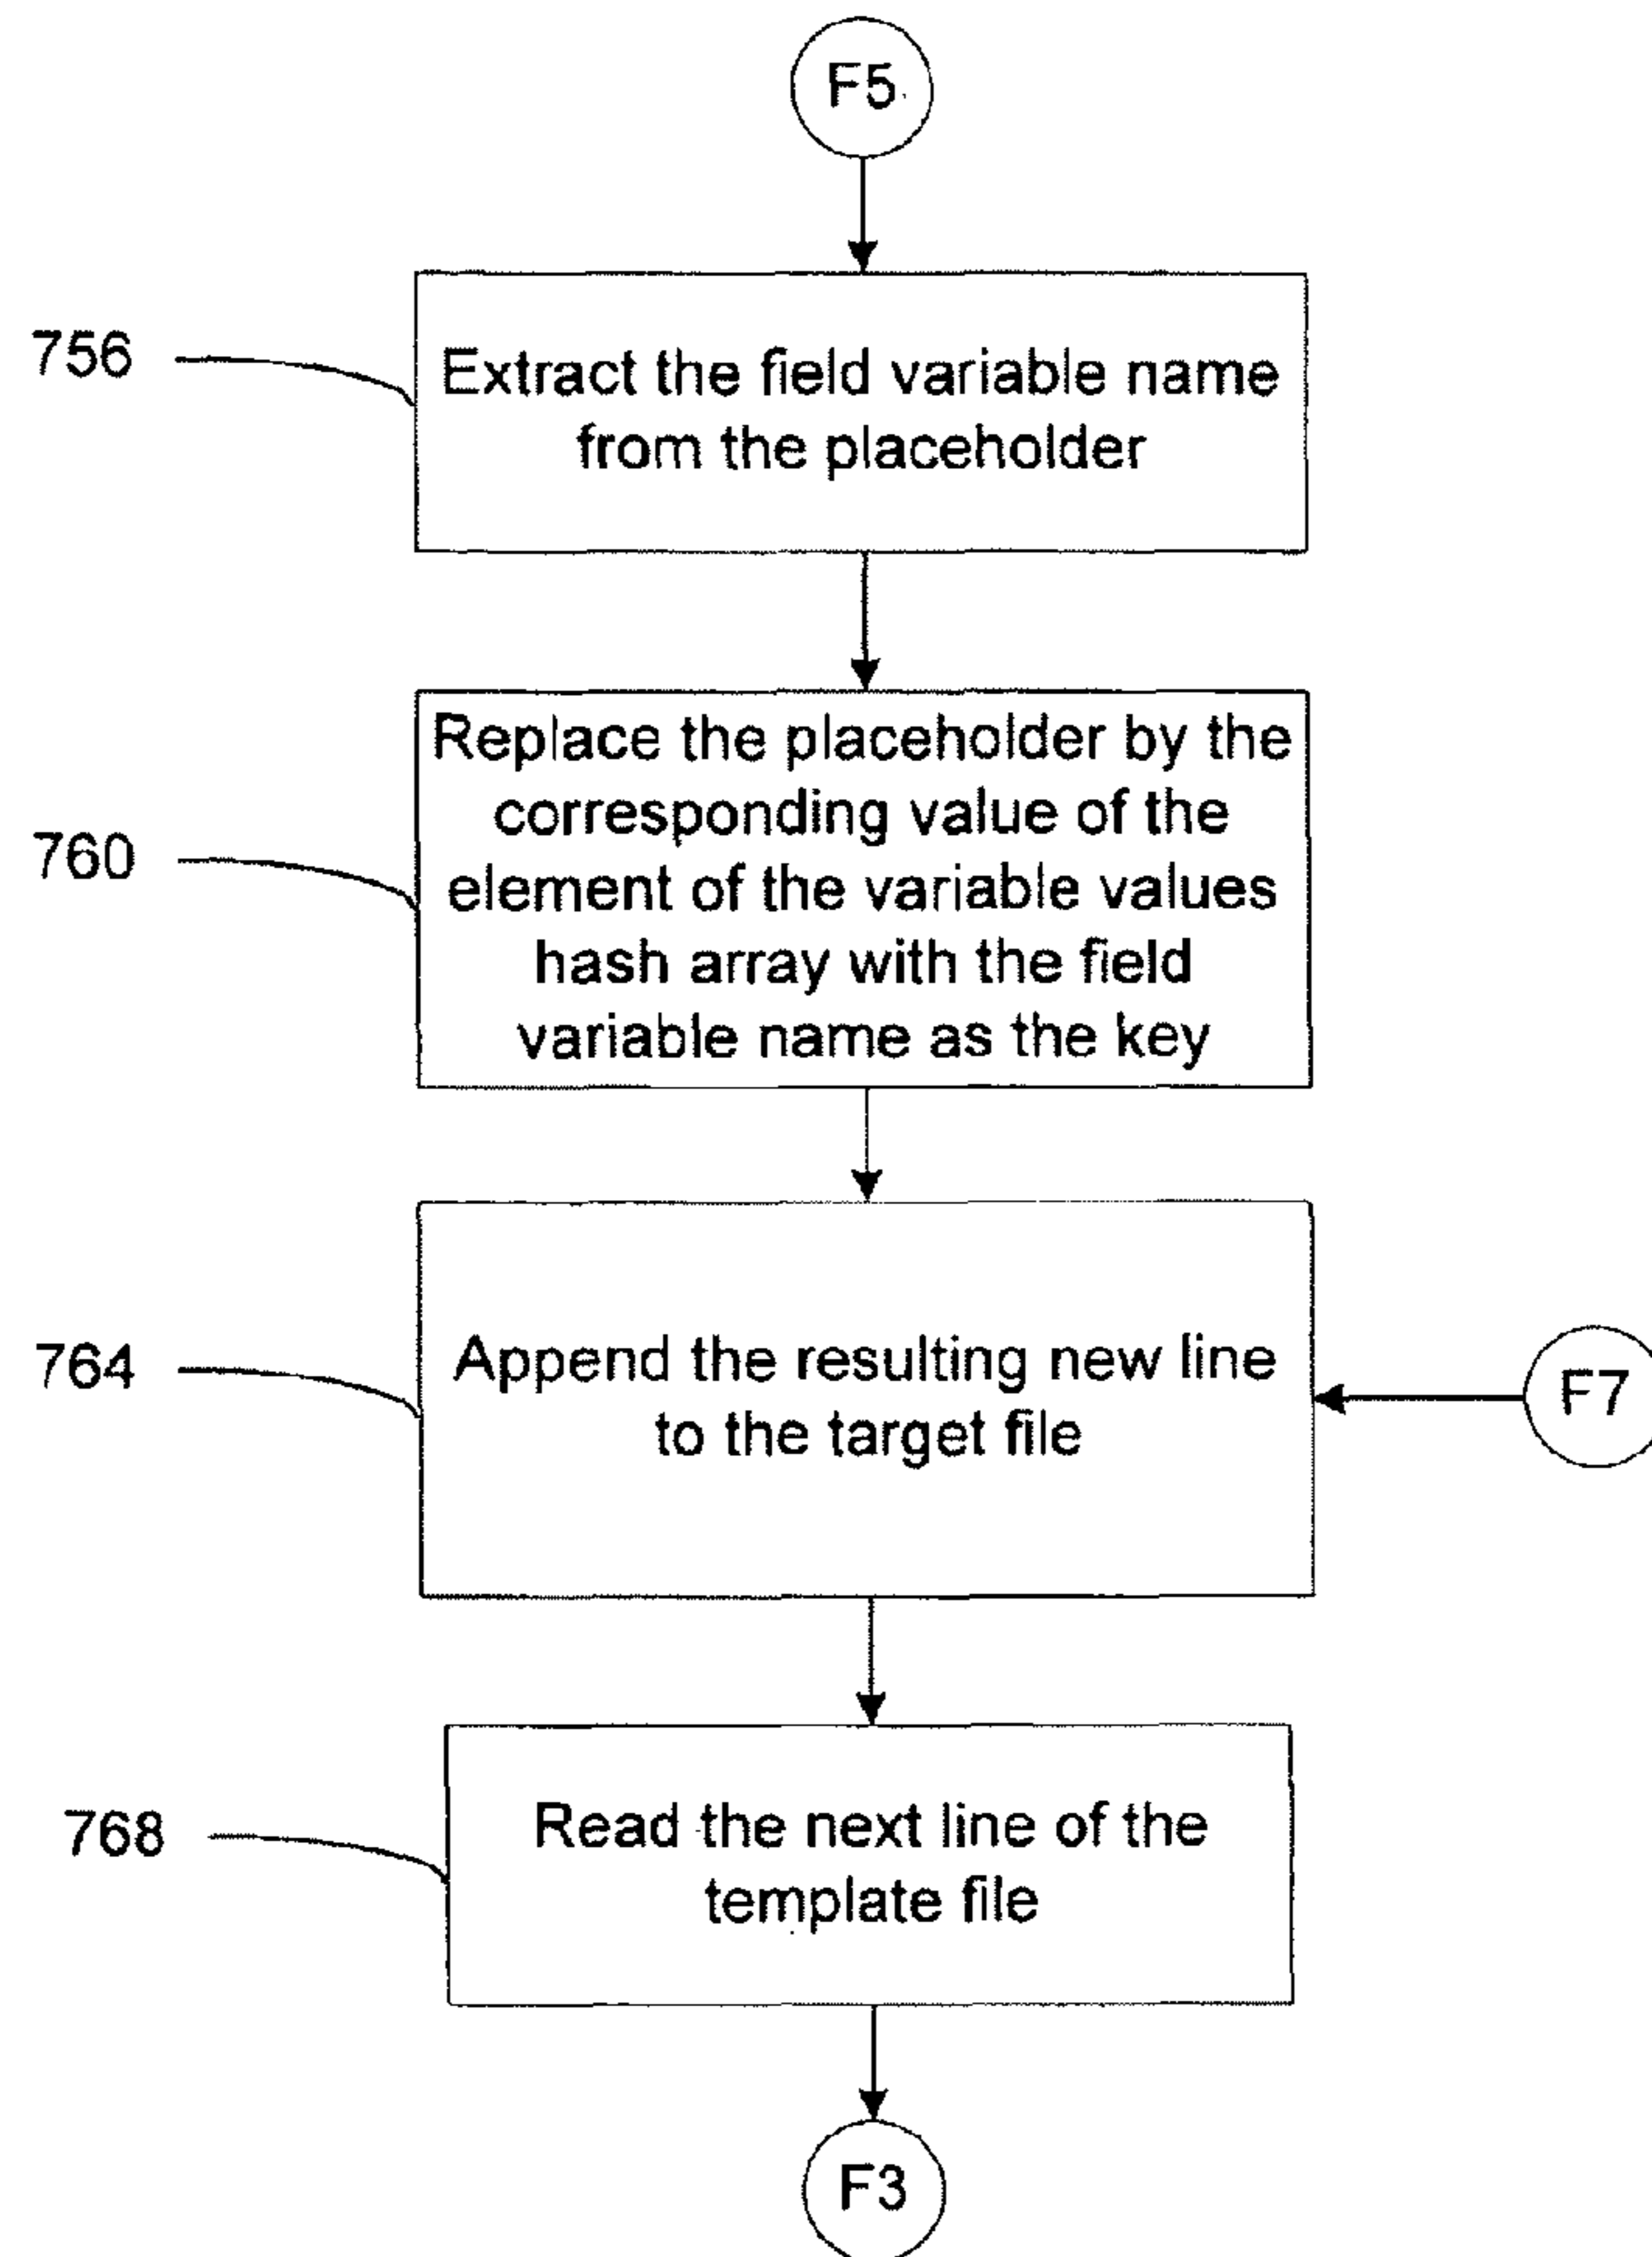 F5
756
Extract the field variable name
from the placeholder
760
Replace the placeholder by the
corresponding value of the
element of the variable values
hash array with the field
variable name as the key
764
Append the resulting new line
to the target file
F7
768
Read the next line of the
template file
F3